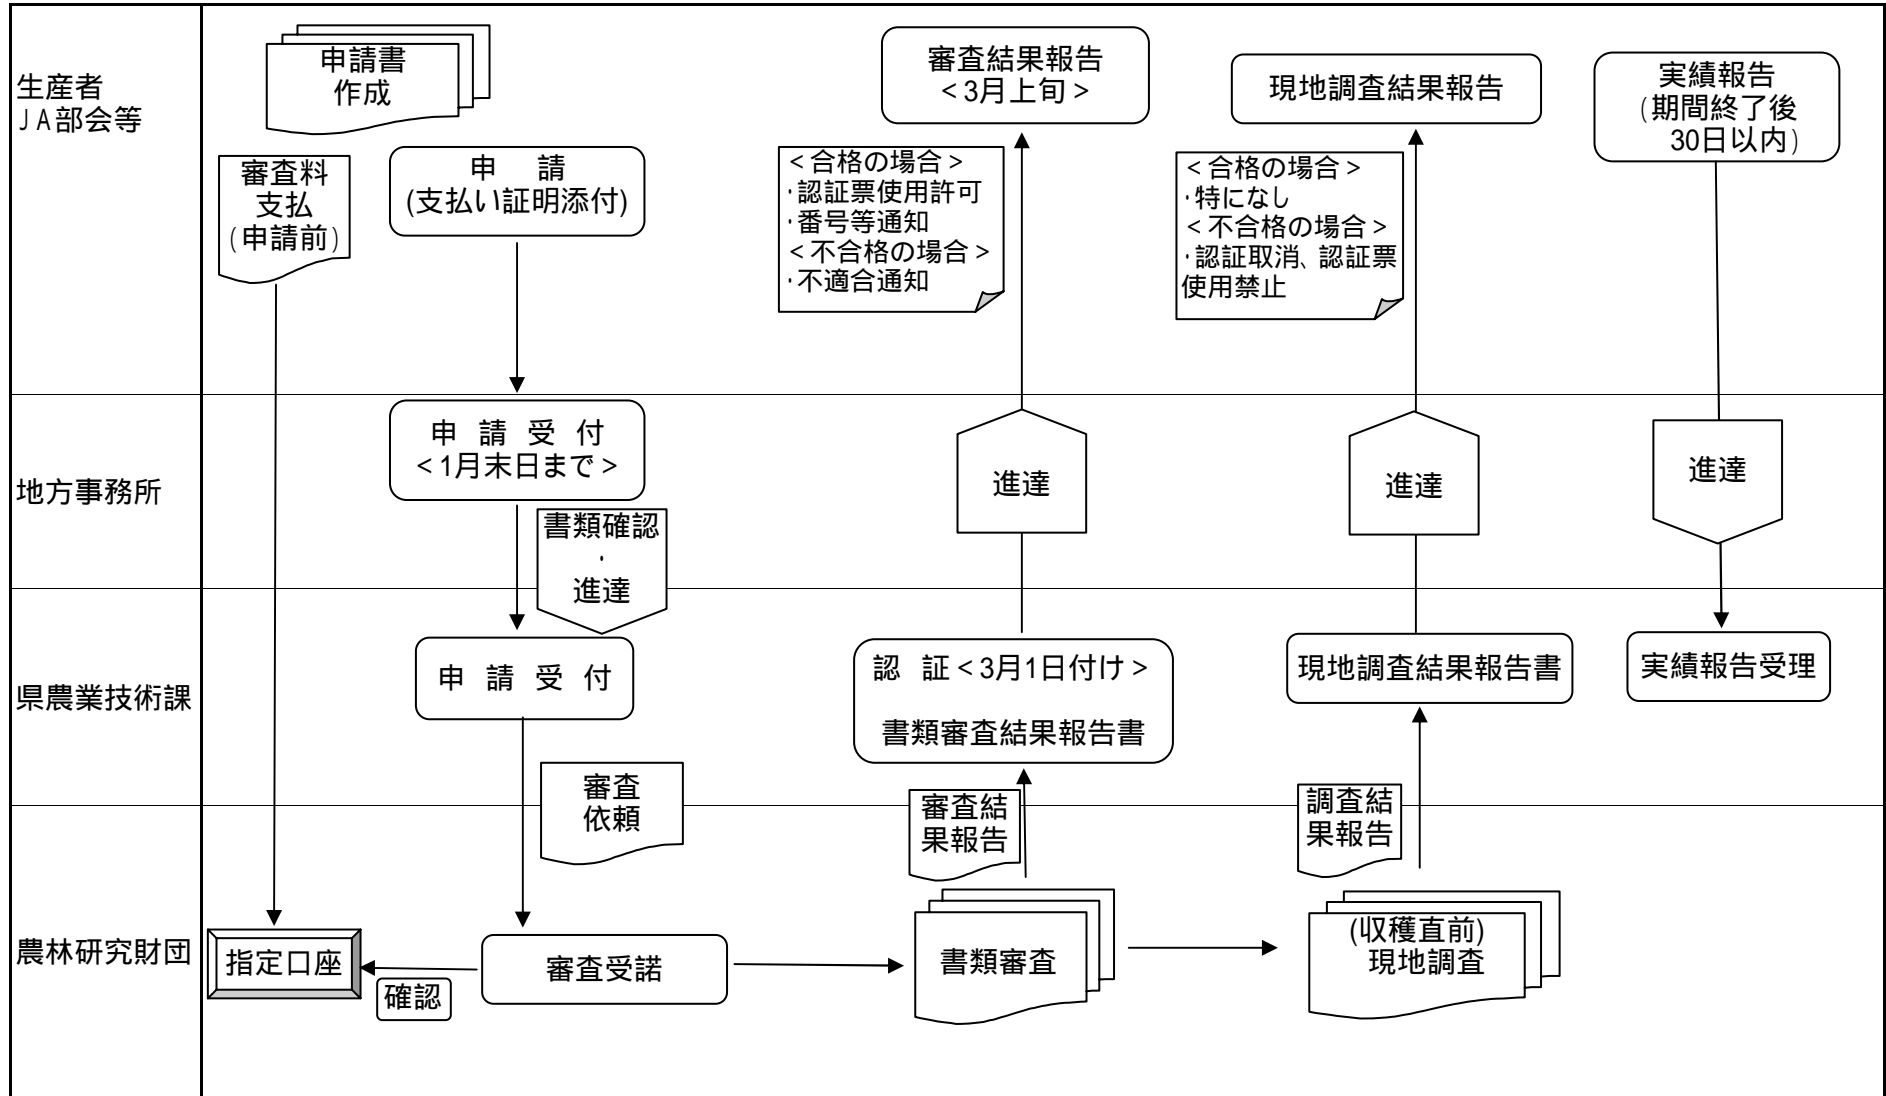 生産者
JA部会等
申請書
作成
審査料
支払
(申請前)
申 請
(支払い証明添付)
審査結果報告
<3月上旬>
<合格の場合>
・認証票使用許可
・番号等通知
<不合格の場合>
・不適合通知
現地調査結果報告
<合格の場合>
・特になし
<不合格の場合>
・認証取消、認証票
使用禁止
実績報告
(期間終了後
30日以内)
地方事務所
申 請 受 付
<1月末日まで>
書類確認
・
進達
進達
進達
進達
県農業技術課
申 請 受 付
審査
依頼
認 証<3月1日付け>
書類審査結果報告書
審査結
果報告
現地調査結果報告書
調査結
果報告
実績報告受理
農林研究財団
指定口座
確認
審査受諾
書類審査
(収穫直前)
現地調査